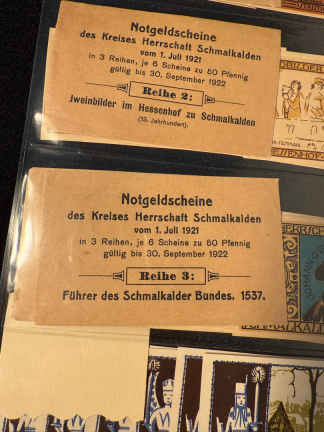 Notgeldscheine
des Kreises Herrschaft Schmalkalden
vom 1. Juli 1921
in 3 Reihen, je 6 Scheine zu 50 Pfennig
gültig bis 30. September 1922
Reihe 2:
Jweinbilder im Hessenhof zu Schmalkalden
(13. Jahrhundert).
Notgeldscheine
des Kreises Herrschaft Schmalkalden
vom 1. Juli 1921
in 3 Reihen, je 6 Scheine zu 50 Pfennig
gültig bis 30. September 1922
Reihe 3:
Führer des Schmalkalder Bundes. 1537.